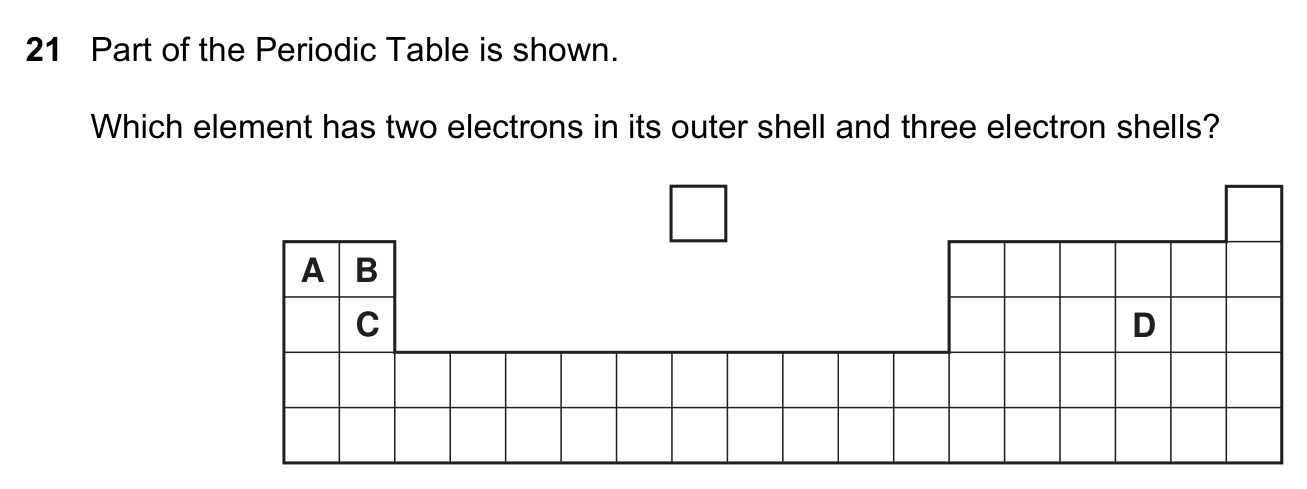 21 Part of the Periodic Table is shown.
Which element has two electrons in its outer shell and three electron shells?
A B
C D